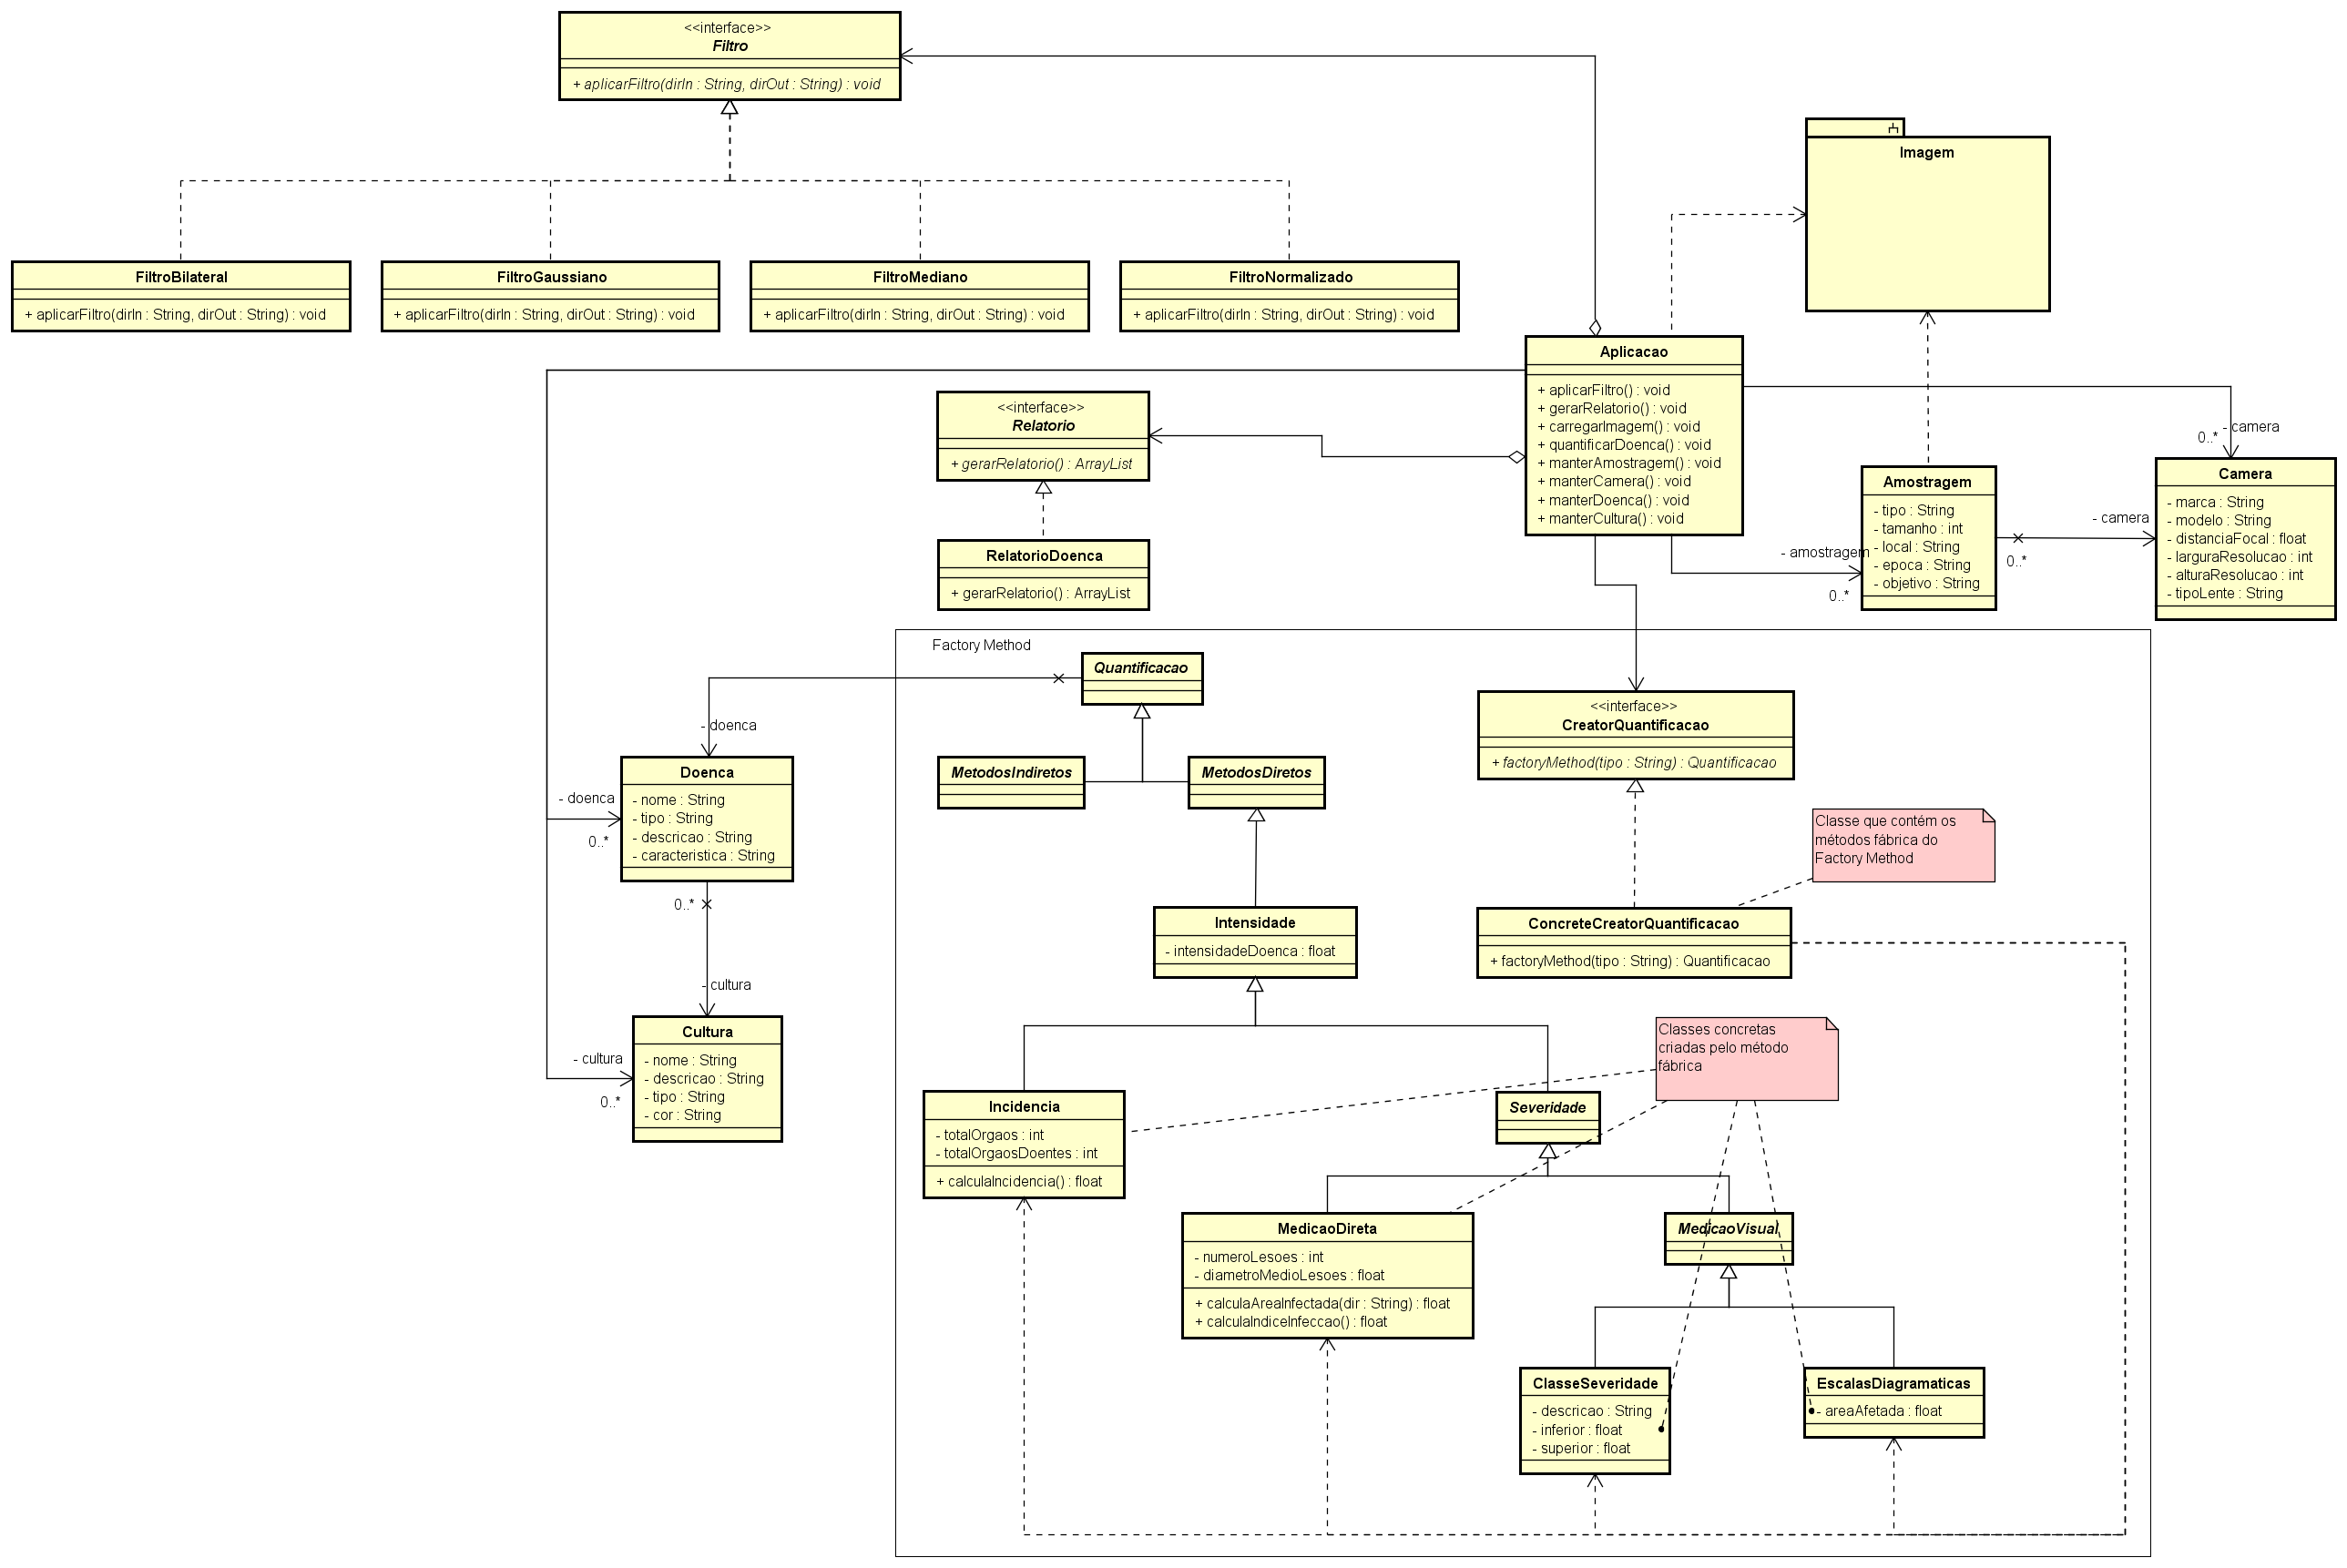 <<interface>>
Filtro
+ aplicarFiltro(dirIn : String, dirOut : String) : void
Imagem
FiltroBilateral
+ aplicarFiltro(dirIn : String, dirOut : String) : void
FiltroGaussiano
+ aplicarFiltro(dirIn : String, dirOut : String) : void
FiltroMediano
+ aplicarFiltro(dirIn : String, dirOut : String) : void
FiltroNormalizado
+ aplicarFiltro(dirIn : String, dirOut : String) : void
Aplicacao
+ aplicarFiltro() : void
+ gerarRelatorio() : void
+ carregarImagem() : void
+ quantificarDoenca() : void
+ manterAmostragem() : void
+ manterCamera() : void
+ manterDoenca() : void
+ manterCultura() : void
<<interface>>
Relatorio
+ gerarRelatorio() : ArrayList
RelatorioDoenca
+ gerarRelatorio() : ArrayList
- camera
0..*
Camera
- marca : String
- modelo : String
- distanciaFocal : float
- larguraResolucao : int
- alturaResolucao : int
- tipoLente : String
Amostragem
- tipo : String
- tamanho : int
- local : String
- epoca : String
- objetivo : String
- camera
0..*
- amostragem
0..*
Factory Method
Quantificacao
MetodosIndiretos
MetodosDiretos
<<interface>>
CreatorQuantificacao
+ factoryMethod(tipo : String) : Quantificacao
Classe que contém os
métodos fábrica do
Factory Method
- doenca
- doenca
0..*
Doenca
- nome : String
- tipo : String
- descricao : String
- caracteristica : String
0..*
- cultura
- cultura
0..*
Cultura
- nome : String
- descricao : String
- tipo : String
- cor : String
Intensidade
- intensidadeDoenca : float
ConcreteCreatorQuantificacao
+ factoryMethod(tipo : String) : Quantificacao
Classes concretas
criadas pelo método
fábrica
Incidencia
- totalOrgaos : int
- totalOrgaosDoentes : int
+ calculaIncidencia() : float
Severidade
MedicaoDireta
- numeroLesoes : int
- diametroMedioLesoes : float
+ calculaAreaInfectada(dir : String) : float
+ calculaIndiceInfeccao() : float
MedicaoVisual
ClasseSeveridade
- descricao : String
- inferior : float
- superior : float
EscalasDiagramaticas
- areaAfetada : float